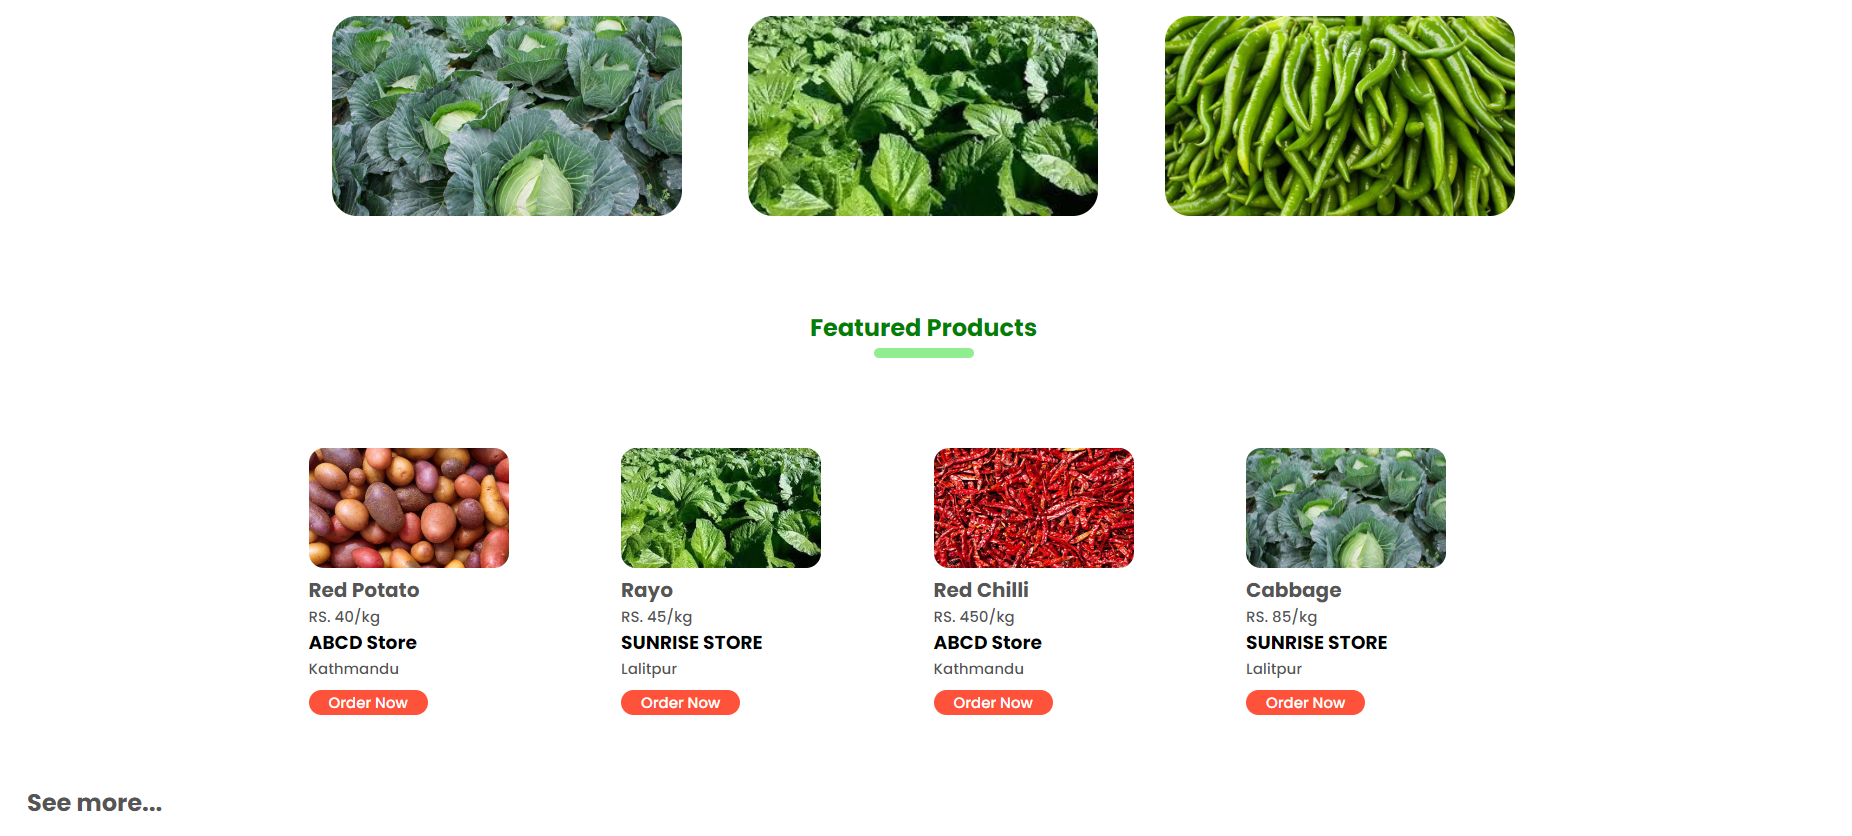 Featured Products
Red Potato
RS. 40/kg
ABCD Store
Kathmandu
Order Now
Rayo
RS. 45/kg
SUNRISE STORE
Lalitpur
Order Now
Red Chilli
RS. 450/kg
ABCD Store
Kathmandu
Order Now
Cabbage
RS. 85/kg
SUNRISE STORE
Lalitpur
Order Now
See more...